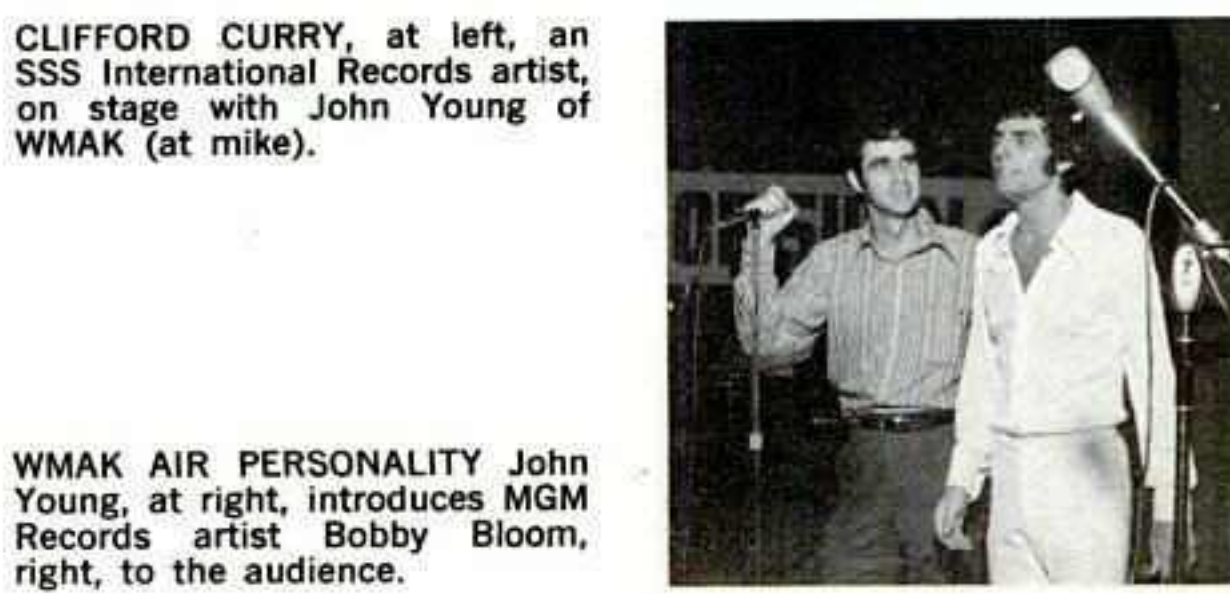 CLIFFORD CURRY, at left, an
SSS International Records artist,
on stage with John Young of
WMAK (at mike).
WMAK AIR PERSONALITY John
Young, at right, introduces MGM
Records artist Bobby Bloom,
right, to the audience.